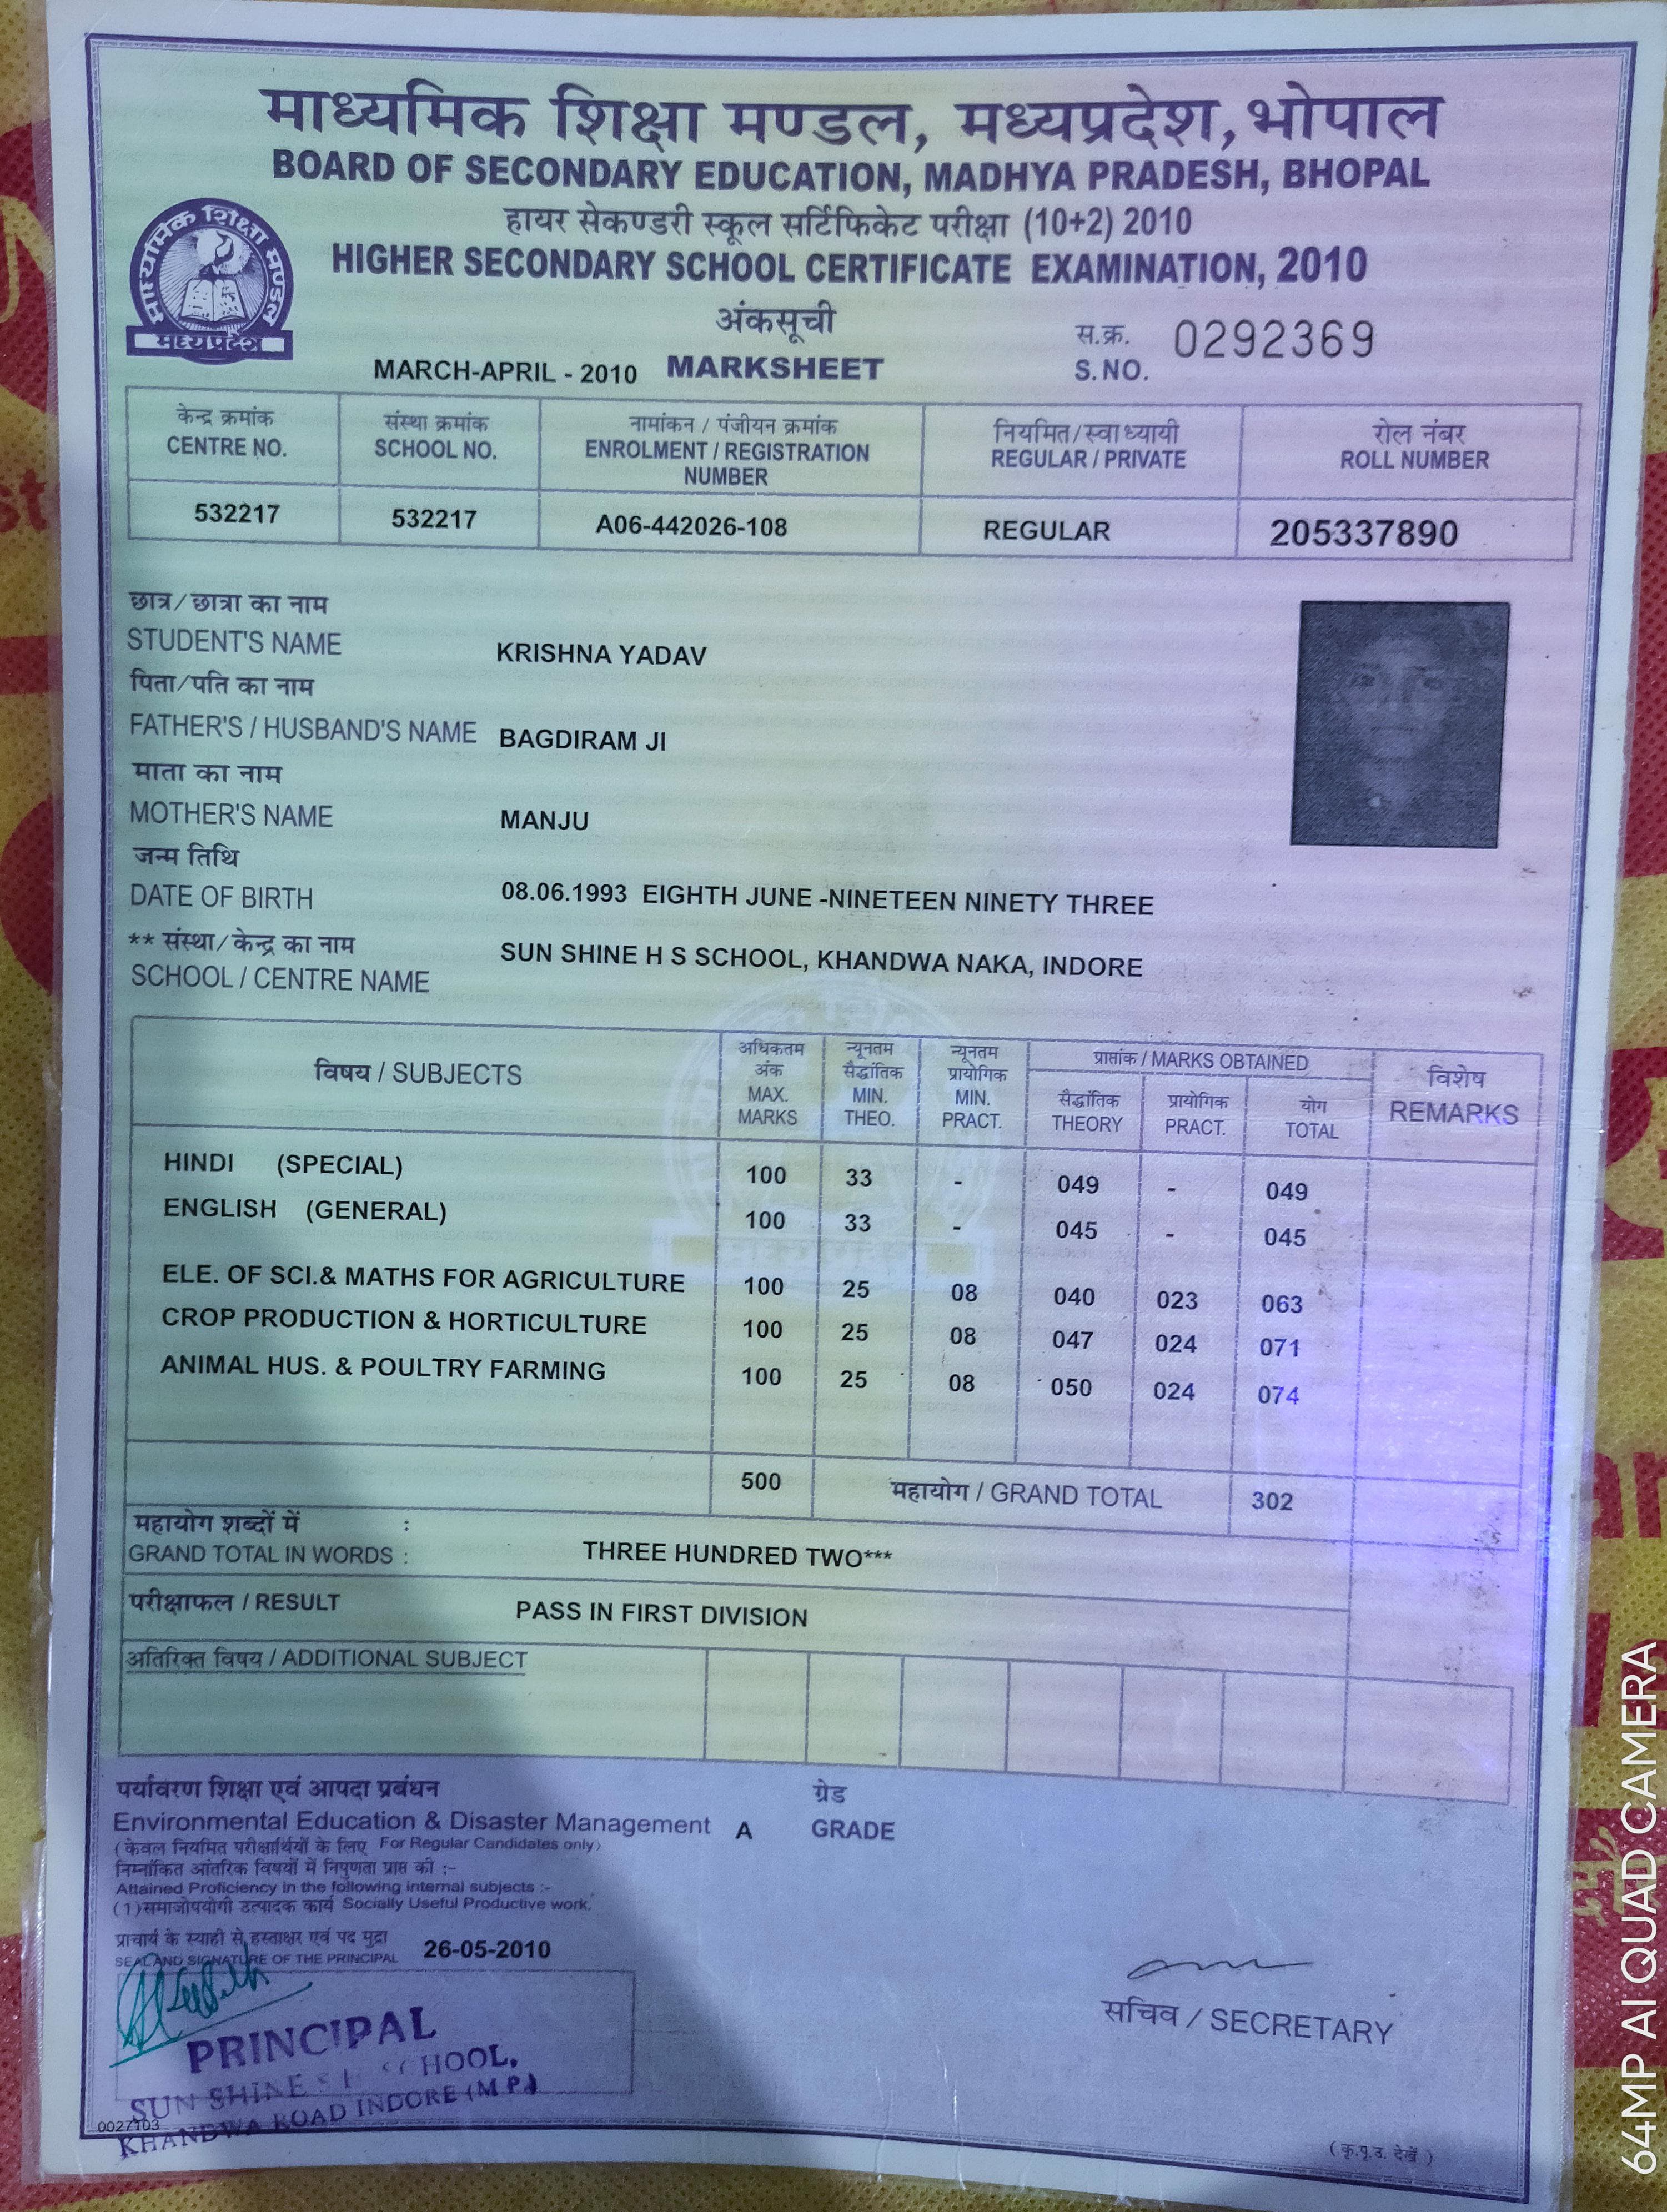 माध्यमिक शिक्षा मण्डल, मध्यप्रदेश, भोपाल
BOARD OF SECONDARY EDUCATION, MADHYA PRADESH, BHOPAL
हायर सेकण्डरी स्कूल सर्टिफिकेट परीक्षा (10+2) 2010
HIGHER SECONDARY SCHOOL CERTIFICATE EXAMINATION, 2010
माध्यमिक शिक्षा मण्डल
मध्यप्रदेश
अंकसूची
स.क्र. 0292369
MARCH-APRIL - 2010 MARKSHEET S.NO.
केन्द्र क्रमांक संस्था क्रमांक नामांकन / पंजीयन क्रमांक नियमित/स्वाध्यायी रोल नंबर
CENTRE NO. SCHOOL NO. ENROLMENT / REGISTRATION NUMBER REGULAR / PRIVATE ROLL NUMBER
532217 532217 A06-442026-108 REGULAR 205337890
छात्र/छात्रा का नाम
STUDENT'S NAME KRISHNA YADAV
पिता/पति का नाम
FATHER'S / HUSBAND'S NAME BAGDIRAM JI
माता का नाम
MOTHER'S NAME MANJU
जन्म तिथि
DATE OF BIRTH 08.06.1993 EIGHTH JUNE -NINETEEN NINETY THREE
** संस्था/केन्द्र का नाम
SCHOOL / CENTRE NAME SUN SHINE H S SCHOOL, KHANDWA NAKA, INDORE
विषय / SUBJECTS अधिकतम अंक MAX. MARKS न्यूनतम सैद्धांतिक MIN. THEO. न्यूनतम प्रायोगिक MIN. PRACT. प्राप्तांक / MARKS OBTAINED विशेष REMARKS
सैद्धांतिक THEORY प्रायोगिक PRACT. योग TOTAL
HINDI (SPECIAL) 100 33 - 049 - 049
ENGLISH (GENERAL) 100 33 - 045 - 045
ELE. OF SCI.& MATHS FOR AGRICULTURE 100 25 08 040 023 063
CROP PRODUCTION & HORTICULTURE 100 25 08 047 024 071
ANIMAL HUS. & POULTRY FARMING 100 25 08 050 024 074
500 महायोग / GRAND TOTAL 302
महायोग शब्दों में :
GRAND TOTAL IN WORDS : THREE HUNDRED TWO***
परीक्षाफल / RESULT PASS IN FIRST DIVISION
अतिरिक्त विषय / ADDITIONAL SUBJECT
पर्यावरण शिक्षा एवं आपदा प्रबंधन ग्रेड
Environmental Education & Disaster Management A GRADE
(केवल नियमित परीक्षार्थियों के लिए For Regular Candidates only)
निम्नांकित आंतरिक विषयों में निपुणता प्राप्त की :-
Attained Proficiency in the following internal subjects :-
(1)समाजोपयोगी उत्पादक कार्य Socially Useful Productive work.
प्राचार्य के स्याही से हस्ताक्षर एवं पद मुद्रा
SEAL AND SIGNATURE OF THE PRINCIPAL 26-05-2010
PRINCIPAL
SUN SHINE SCHOOL,
KHANDWA ROAD INDORE (M.P.)
सचिव / SECRETARY
0027103
(कृ.पृ.उ. देखें)
64MP AI QUAD CAMERA